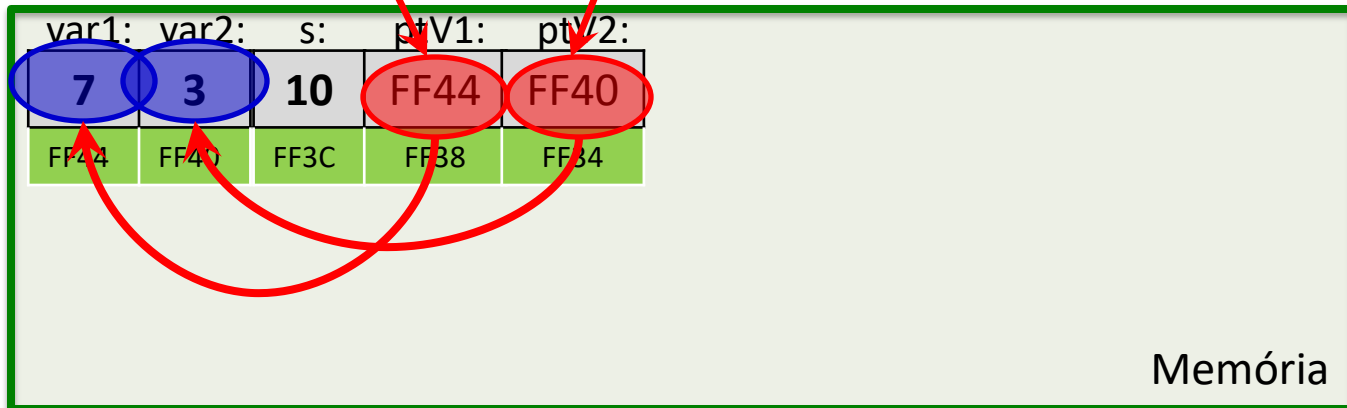 var1: var2: s: ptV1: ptV2:
7 3 10 FF44 FF40
FF44 FF40 FF3C FF38 FF34
Memória